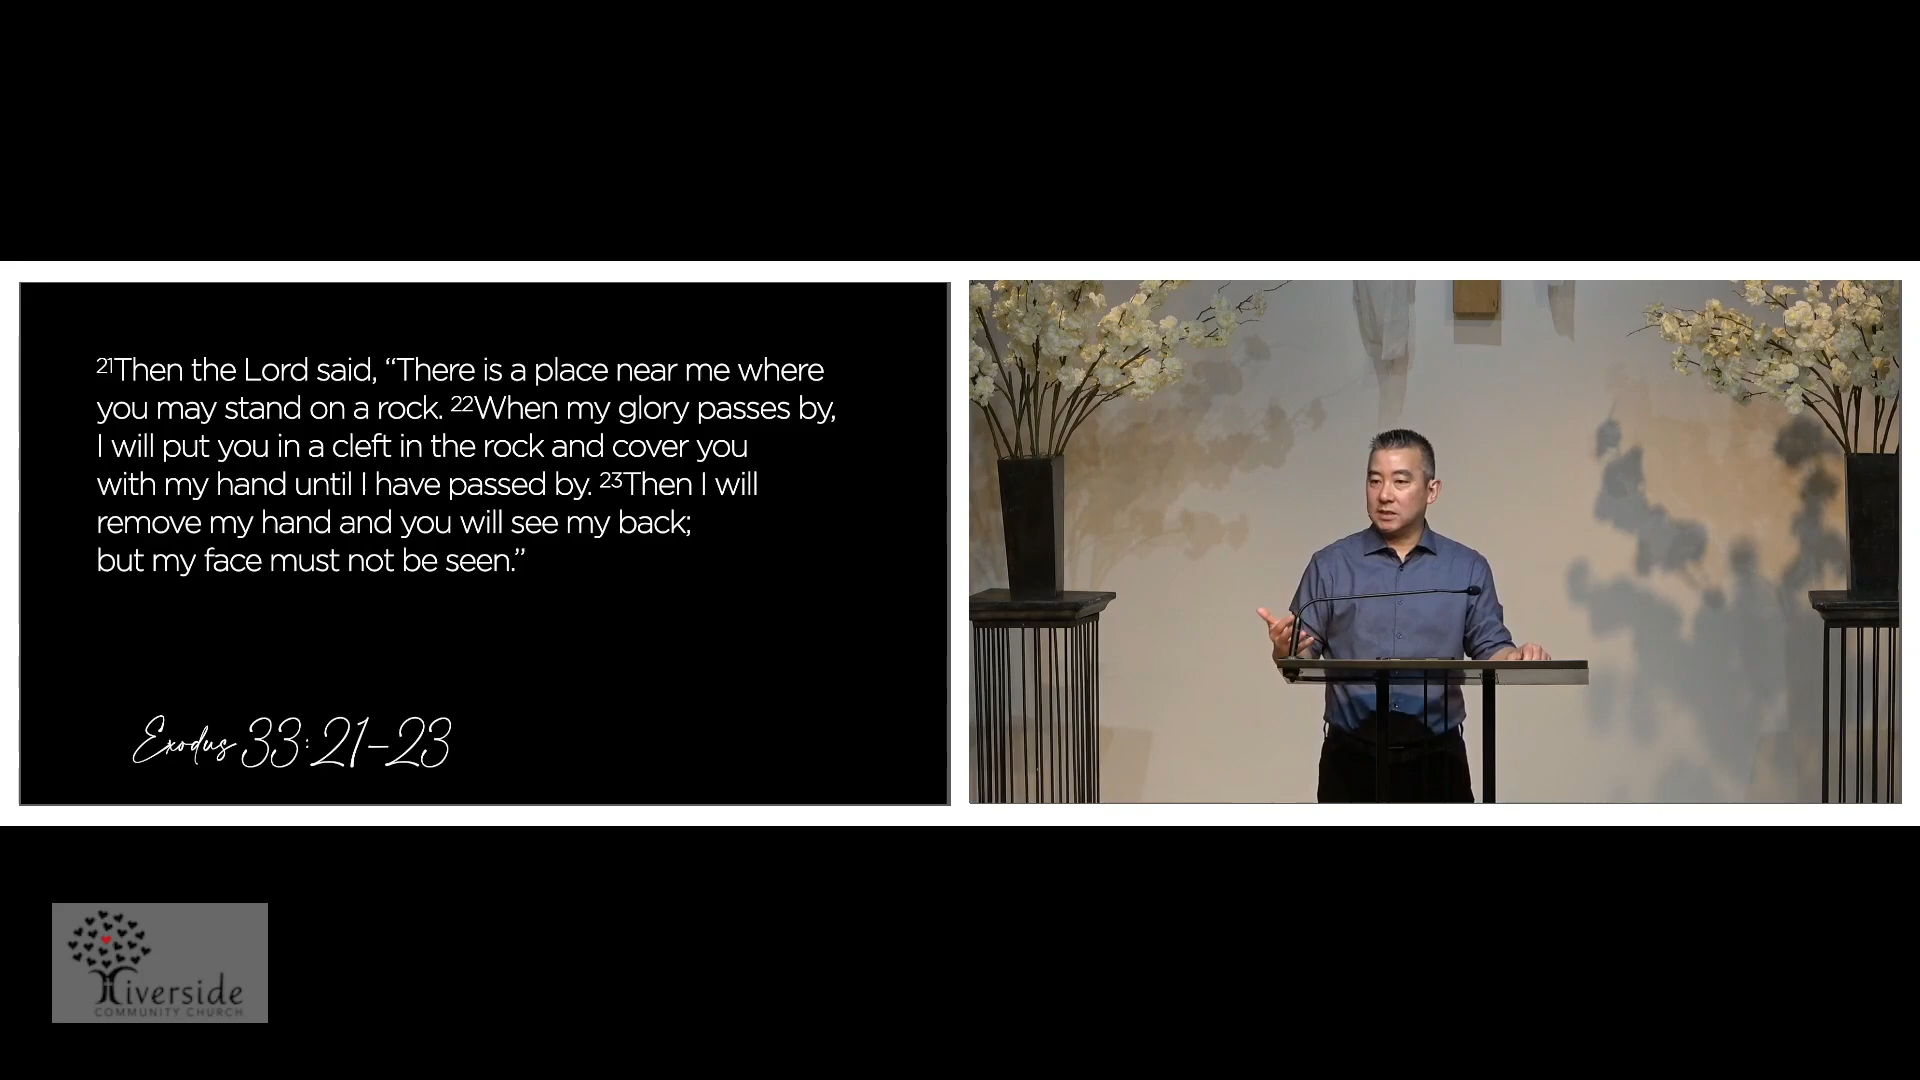 ²¹Then the Lord said, “There is a place near me where
you may stand on a rock. ²²When my glory passes by,
I will put you in a cleft in the rock and cover you
with my hand until I have passed by. ²³Then I will
remove my hand and you will see my back;
but my face must not be seen.”
Exodus 33:21–23
Riverside
COMMUNITY CHURCH